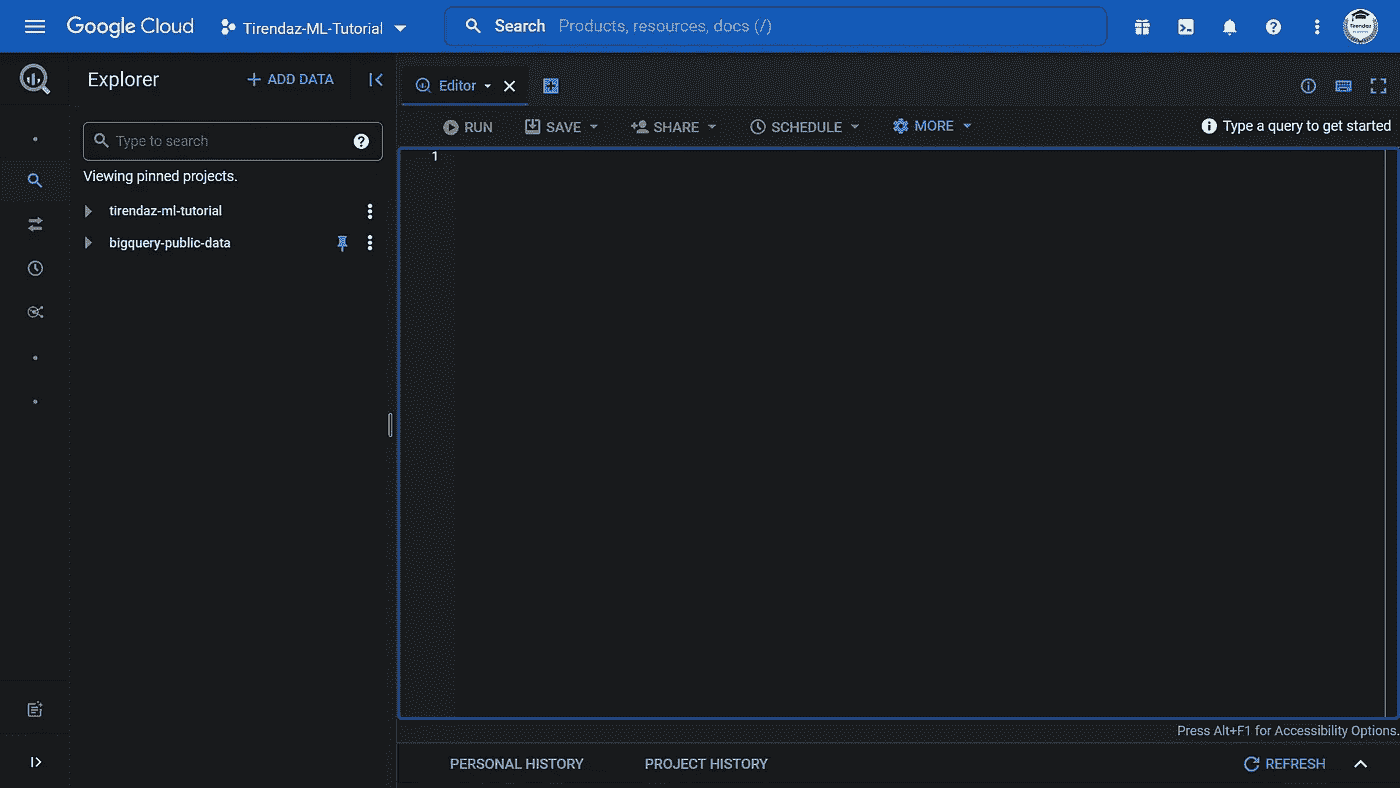 Google Cloud Tirendaz-ML-Tutorial Search Products, resources, docs (/)
Explorer + ADD DATA
Editor
RUN SAVE SHARE SCHEDULE MORE Type a query to get started
Type to search
1
Viewing pinned projects.
tirendaz-ml-tutorial
bigquery-public-data
Press Alt+F1 for Accessibility Options.
PERSONAL HISTORY PROJECT HISTORY REFRESH